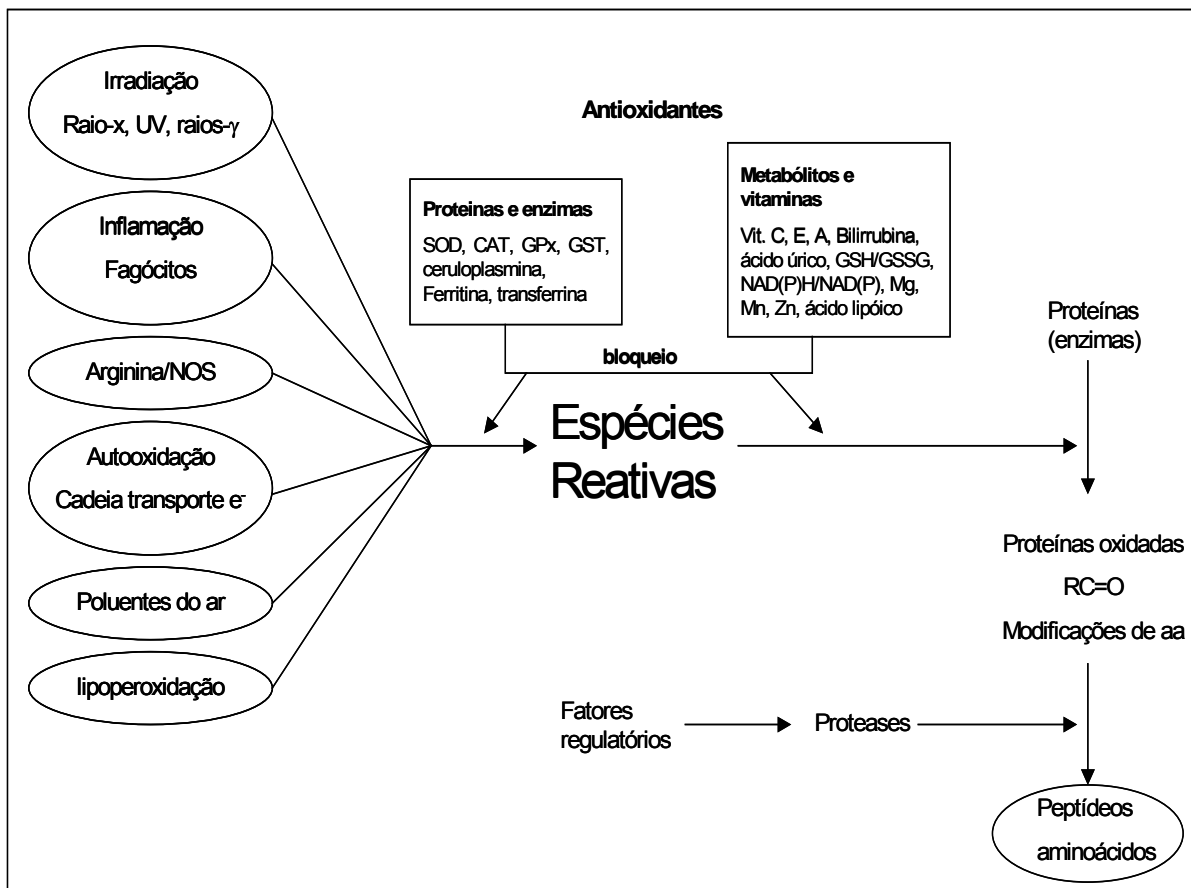 Irradiação
Raio-x, UV, raios-γ
Inflamação
Fagócitos
Arginina/NOS
Autooxidação
Cadeia transporte e-
Poluentes do ar
lipoperoxidação
Antioxidantes
Proteinas e enzimas
SOD, CAT, GPx, GST,
ceruloplasmina,
Ferritina, transferrina
Metabólitos e
vitaminas
Vit. C, E, A, Bilirrubina,
ácido úrico, GSH/GSSG,
NAD(P)H/NAD(P), Mg,
Mn, Zn, ácido lipóico
bloqueio
Espécies
Reativas
Proteínas
(enzimas)
Proteínas oxidadas
RC=O
Modificações de aa
Fatores
regulatórios
Proteases
Peptídeos
aminoácidos